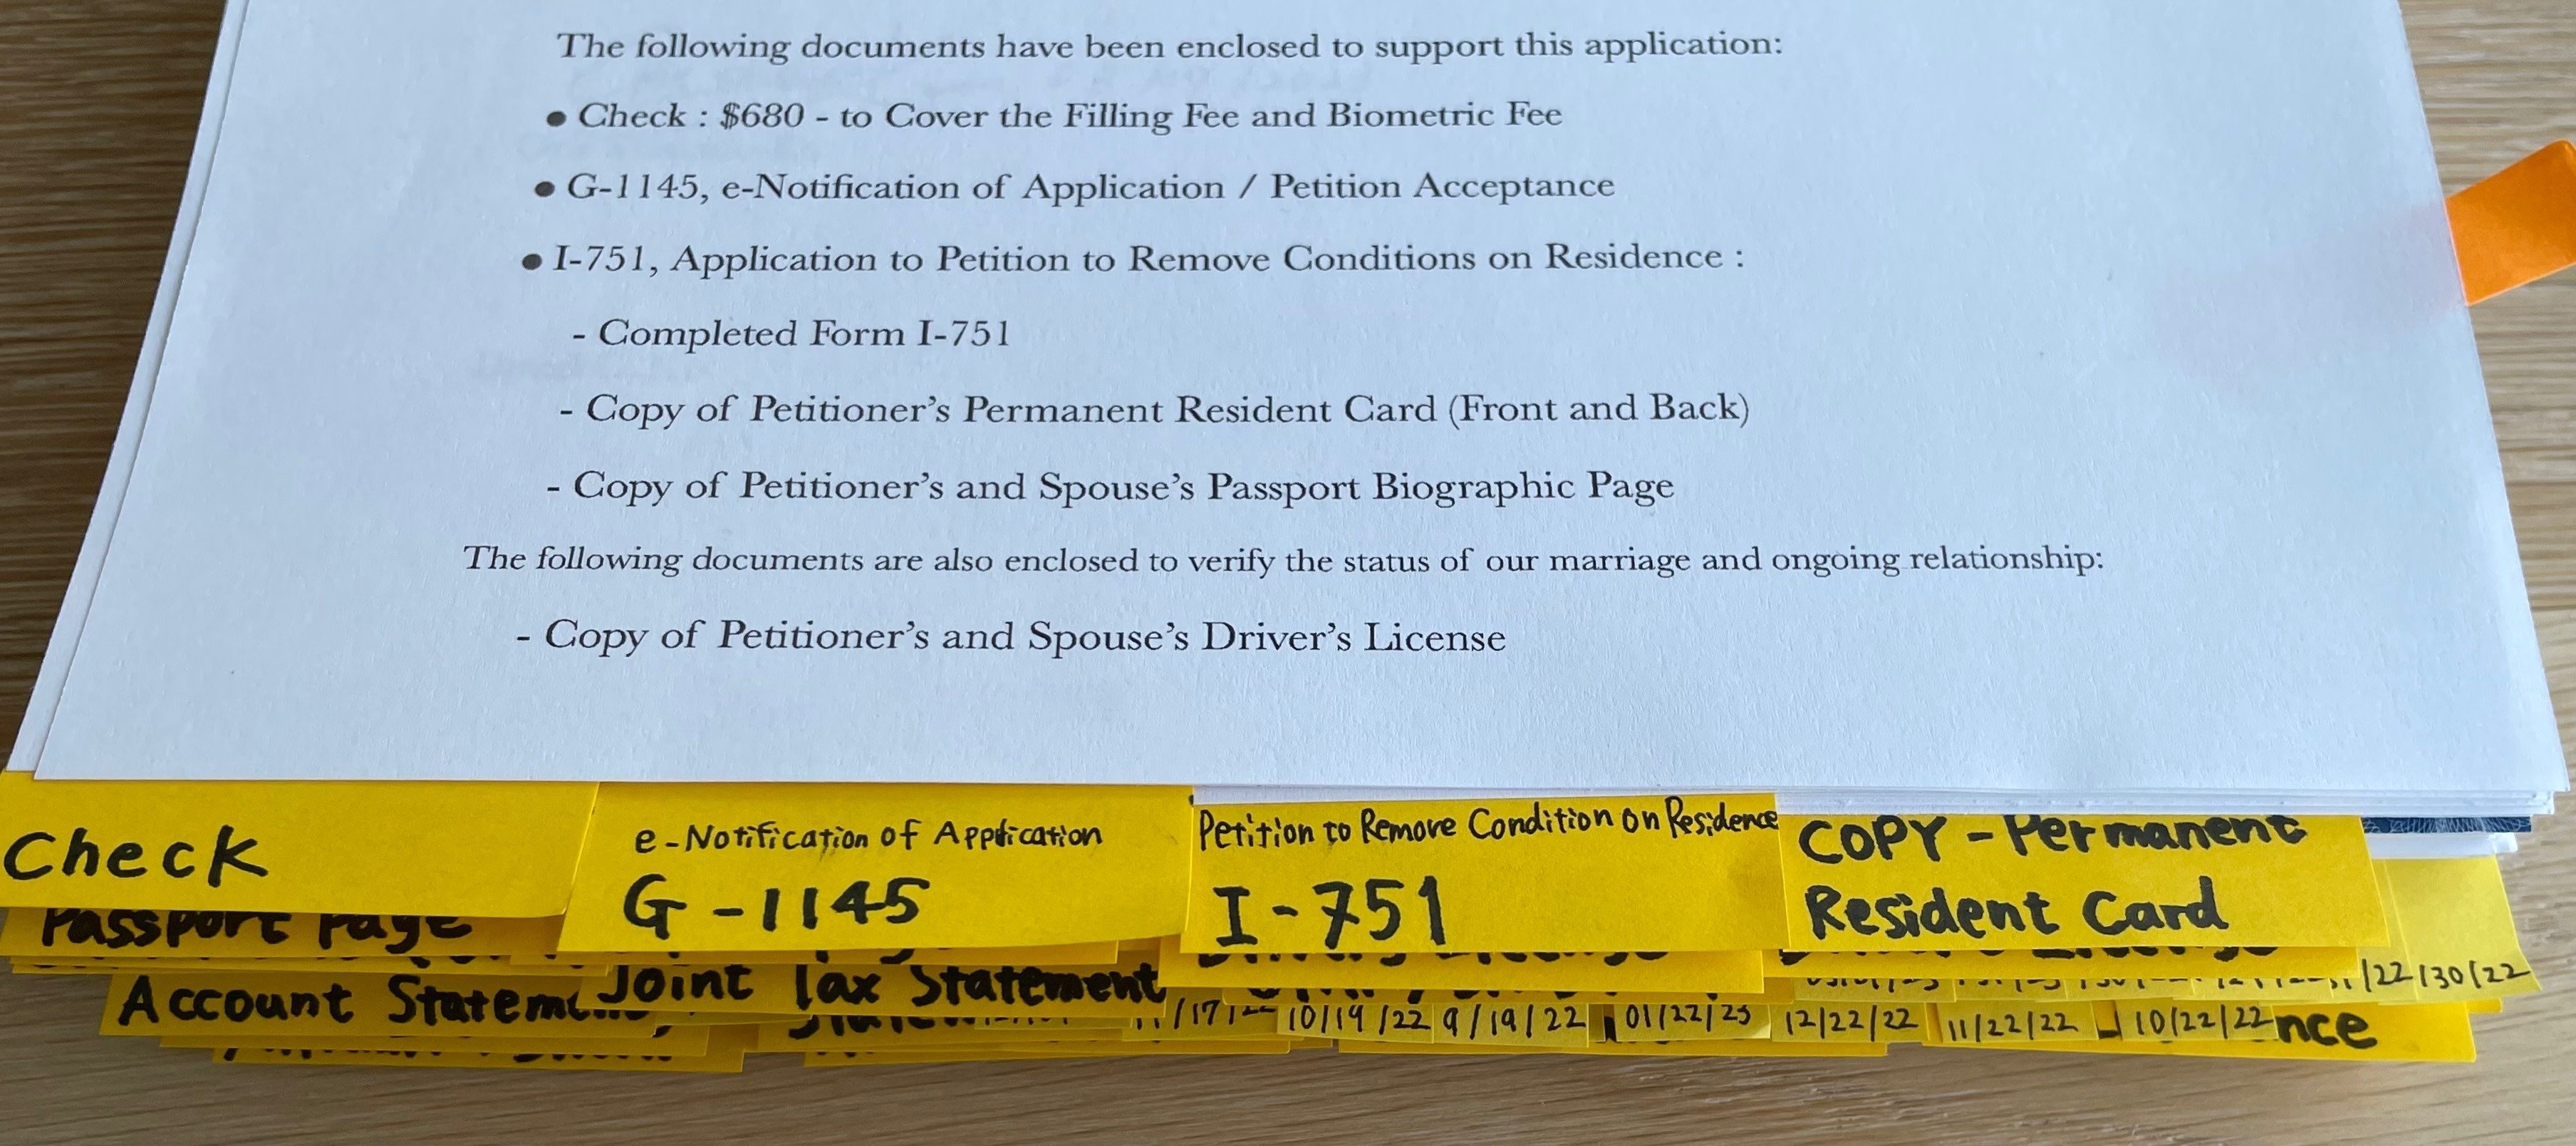 The following documents have been enclosed to support this application:
• Check : $680 - to Cover the Filling Fee and Biometric Fee
• G-1145, e-Notification of Application / Petition Acceptance
• I-751, Application to Petition to Remove Conditions on Residence :
- Completed Form I-751
- Copy of Petitioner's Permanent Resident Card (Front and Back)
- Copy of Petitioner's and Spouse's Passport Biographic Page
The following documents are also enclosed to verify the status of our marriage and ongoing relationship:
- Copy of Petitioner's and Spouse's Driver's License
Check
e-Notification of Application
G-1145
Petition to Remove Condition on Residence
I-751
COPY - Permanent
Resident Card
Passport Page
Account
Joint Tax Statement
22/30/22
10/19/22
9/19/22
01/22/23
12/22/22
11/22/22
10/22/22